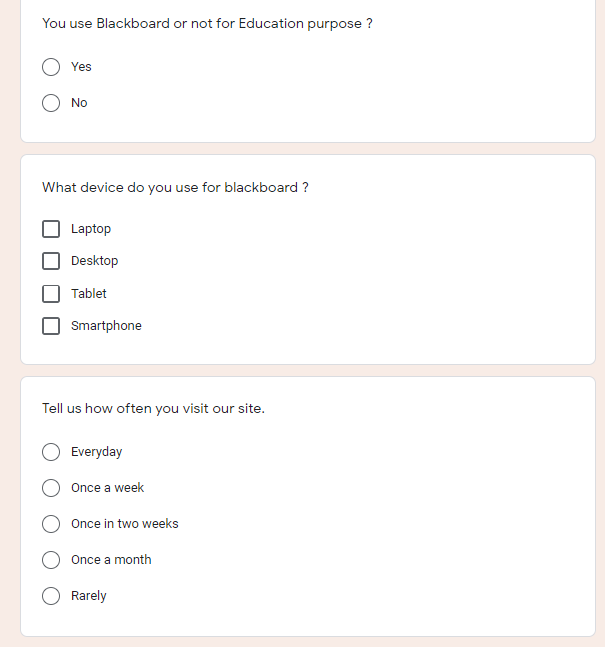 You use Blackboard or not for Education purpose ?
Yes
No
What device do you use for blackboard ?
Laptop
Desktop
Tablet
Smartphone
Tell us how often you visit our site.
Everyday
Once a week
Once in two weeks
Once a month
Rarely